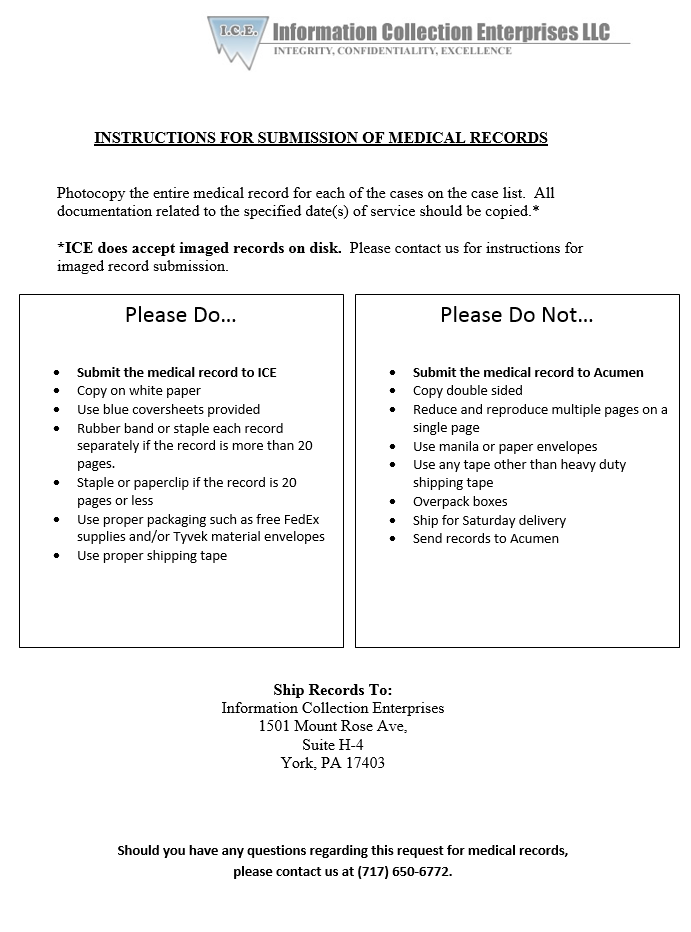 I.C.E. Information Collection Enterprises LLC
INTEGRITY, CONFIDENTIALITY, EXCELLENCE
INSTRUCTIONS FOR SUBMISSION OF MEDICAL RECORDS
Photocopy the entire medical record for each of the cases on the case list.  All
documentation related to the specified date(s) of service should be copied.*
*ICE does accept imaged records on disk.  Please contact us for instructions for
imaged record submission.
Please Do...
• Submit the medical record to ICE
• Copy on white paper
• Use blue coversheets provided
• Rubber band or staple each record
separately if the record is more than 20
pages.
• Staple or paperclip if the record is 20
pages or less
• Use proper packaging such as free FedEx
supplies and/or Tyvek material envelopes
• Use proper shipping tape
Please Do Not...
• Submit the medical record to Acumen
• Copy double sided
• Reduce and reproduce multiple pages on a
single page
• Use manila or paper envelopes
• Use any tape other than heavy duty
shipping tape
• Overpack boxes
• Ship for Saturday delivery
• Send records to Acumen
Ship Records To:
Information Collection Enterprises
1501 Mount Rose Ave,
Suite H-4
York, PA 17403
Should you have any questions regarding this request for medical records,
please contact us at (717) 650-6772.